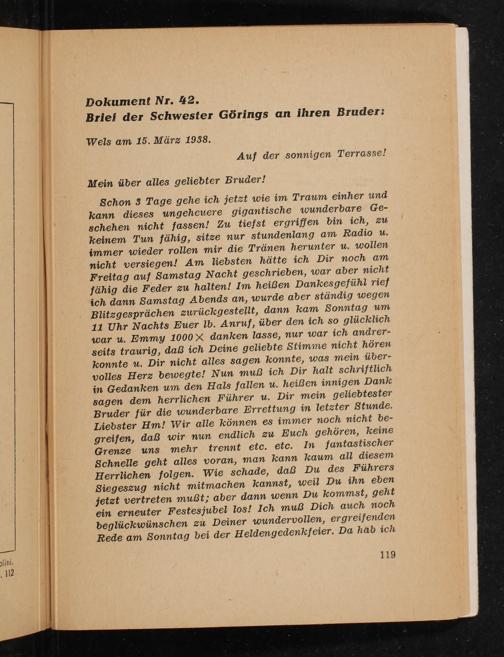 Dokument Nr. 42.
Brief der Schwester Görings an ihren Bruder:
Wels am 15. März 1938.
Auf der sonnigen Terrasse!
Mein über alles geliebter Bruder!
Schon 3 Tage gehe ich jetzt wie im Traum einher und
kann dieses ungeheuere gigantische wunderbare Ge-
schehen nicht fassen! Zu tiefst ergriffen bin ich, zu
keinem Tun fähig, sitze nur stundenlang am Radio u.
immer wieder rollen mir die Tränen herunter u. wollen
nicht versiegen! Am liebsten hätte ich Dir noch am
Freitag auf Samstag Nacht geschrieben, war aber nicht
fähig die Feder zu halten! Im heißen Dankesgefühl rief
ich dann Samstag Abends an, wurde aber ständig wegen
Blitzgesprächen zurückgestellt, dann kam Sonntag um
11 Uhr Nachts Euer lb. Anruf, über den ich so glücklich
war u. Emmy 1000 X danken lasse, nur war ich andrer-
seits traurig, daß ich Deine geliebte Stimme nicht hören
konnte u. Dir nicht alles sagen konnte, was mein über-
volles Herz bewegte! Nun muß ich Dir halt schriftlich
in Gedanken um den Hals fallen u. heißen innigen Dank
sagen dem herrlichen Führer u. Dir mein geliebtester
Bruder für die wunderbare Errettung in letzter Stunde.
Liebster Hm! Wir alle können es immer noch nicht be-
greifen, daß wir nun endlich zu Euch gehören, keine
Grenze uns mehr trennt etc. etc. In fantastischer
Schnelle geht alles voran, man kann kaum all diesem
Herrlichen folgen. Wie schade, daß Du des Führers
Siegeszug nicht mitmachen kannst, weil Du ihn eben
jetzt vertreten mußt; aber dann wenn Du kommst, geht
ein erneuter Festesjubel los! Ich muß Dich auch noch
beglückwünschen zu Deiner wundervollen, ergreifenden
Rede am Sonntag bei der Heldengedenkfeier. Da hab ich
119
. 112